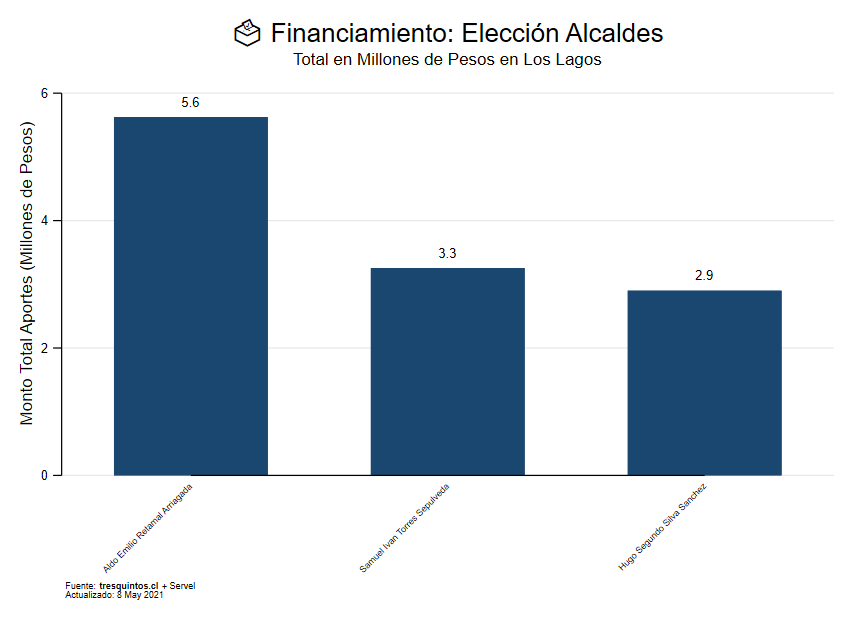 Financiamiento: Elección Alcaldes
Total en Millones de Pesos en Los Lagos
Monto Total Aportes (Millones de Pesos)
6
4
2
0
5.6
3.3
2.9
Aldo Emilio Retamal Arriagada
Samuel Ivan Torres Sepulveda
Hugo Segundo Silva Sanchez
Fuente: tresquintos.cl + Servel
Actualizado: 8 May 2021